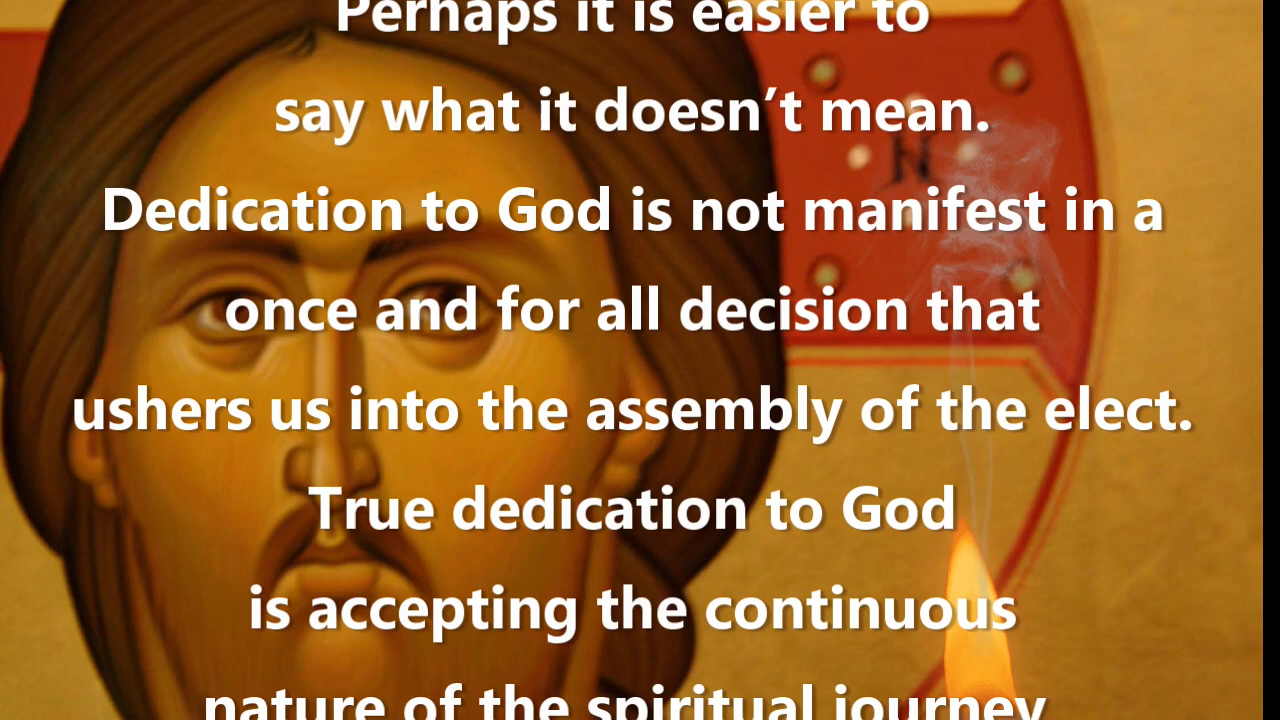 Perhaps it is easier to
say what it doesn’t mean.
Dedication to God is not manifest in a
once and for all decision that
ushers us into the assembly of the elect.
True dedication to God
is accepting the continuous
nature of the spiritual journey
N